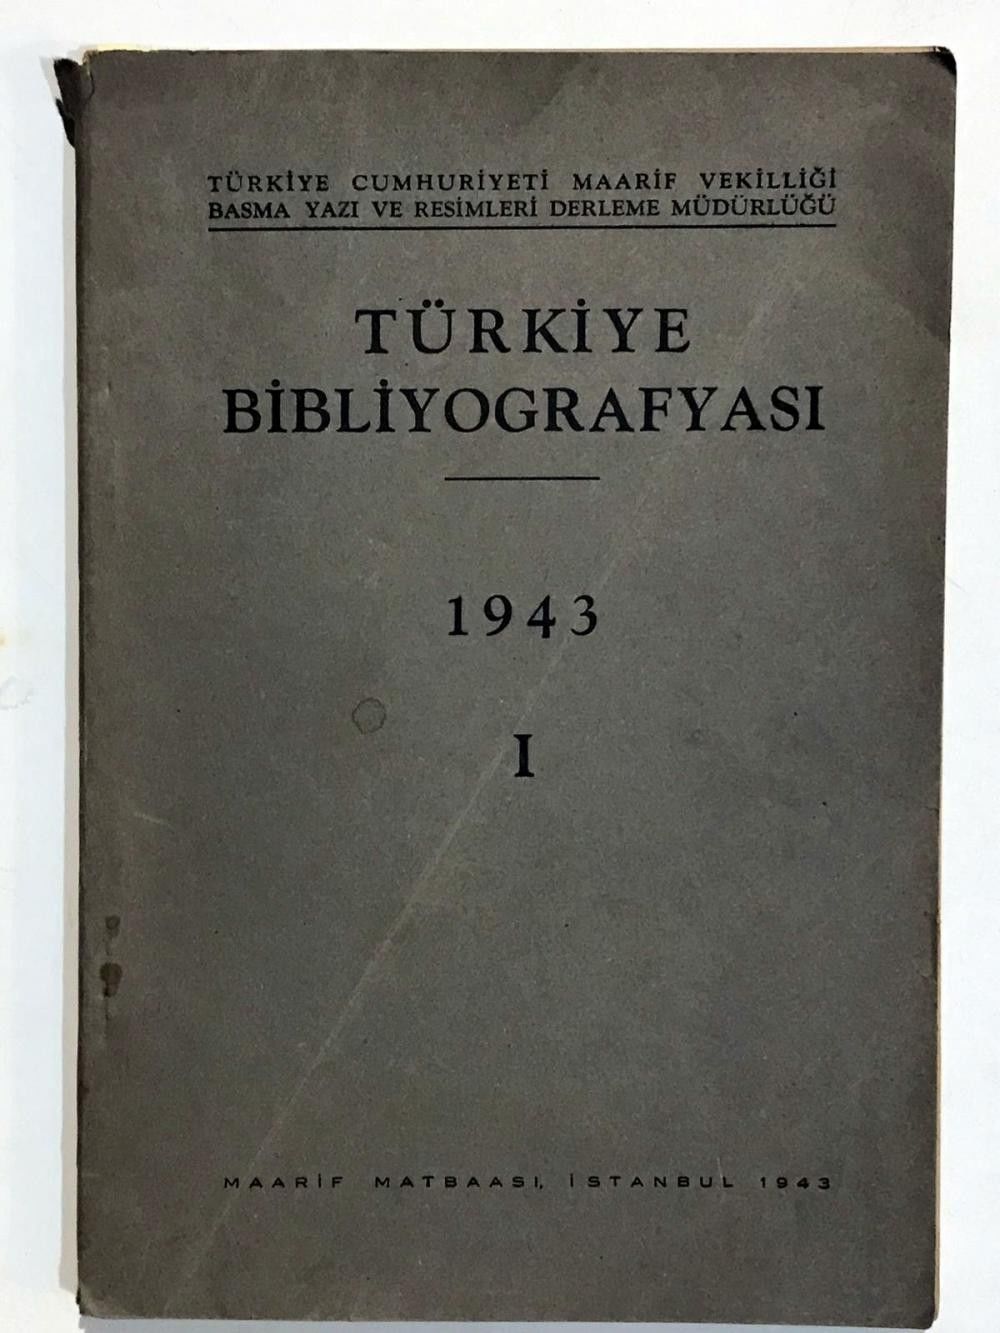 TÜRKİYE CUMHURİYETİ MAARİF VEKİLLİĞİ
BASMA YAZI VE RESİMLERİ DERLEME MÜDÜRLÜĞÜ
TÜRKİYE
BİBLİYOGRAFYASI
1943
I
MAARİF MATBAASI, İSTANBUL 1943